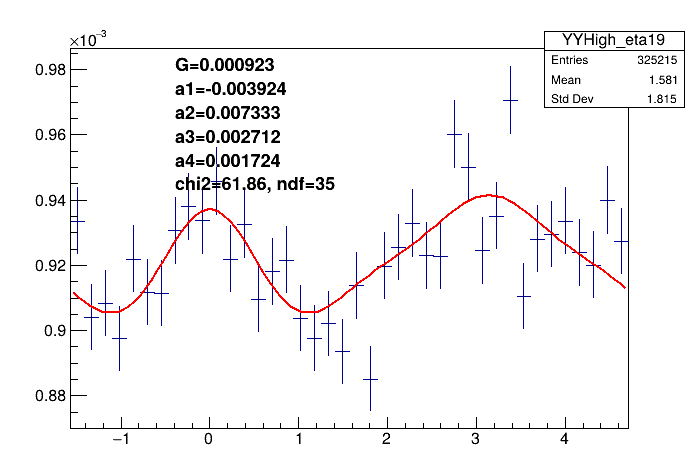 ×10⁻³
YYHigh_eta19
Entries 325215
Mean 1.581
Std Dev 1.815
G=0.000923
a1=-0.003924
a2=0.007333
a3=0.002712
a4=0.001724
chi2=61.86, ndf=35
0.98
0.96
0.94
0.92
0.9
0.88
−1 0 1 2 3 4